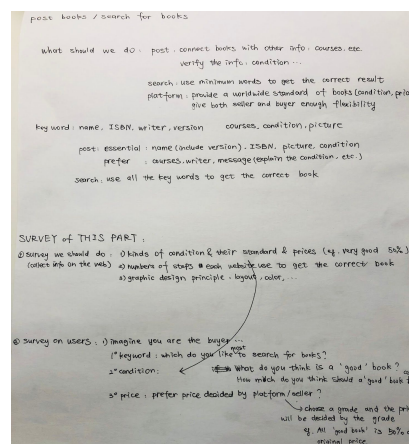 post books / search for books
what should we do : post . connect books with other info : courses, etc.
verify the info. condition ...
search : use minimum words to get the correct result
platform : provide a worldwide standard of books (condition, pric
give both seller and buyer enough flexibility
key word : name, ISBN, writer, version courses, condition, picture
post : essential : name (include version), ISBN, picture, condition
prefer : courses, writer, message (explain the condition, etc.)
search : use all the key words to get the correct book
SURVEY of THIS PART :
① survey we should do : 1) kinds of condition & their standard & prices (eg. very good 50%)
(collect info on the web) 2) numbers of steps each website use to get the correct book
3) graphic design principle . layout, color, ...
② survey on users : 1) imagine you are the buyer ...
1° keyword : which do you like most to search for books?
2° condition : What do you think is a 'good' book?
How much do you think should a 'good' book
3° price : prefer price decided by platform / seller?
choose a grade and the pri
will be decided by the grade
eg. All 'good book' is 50%
original price